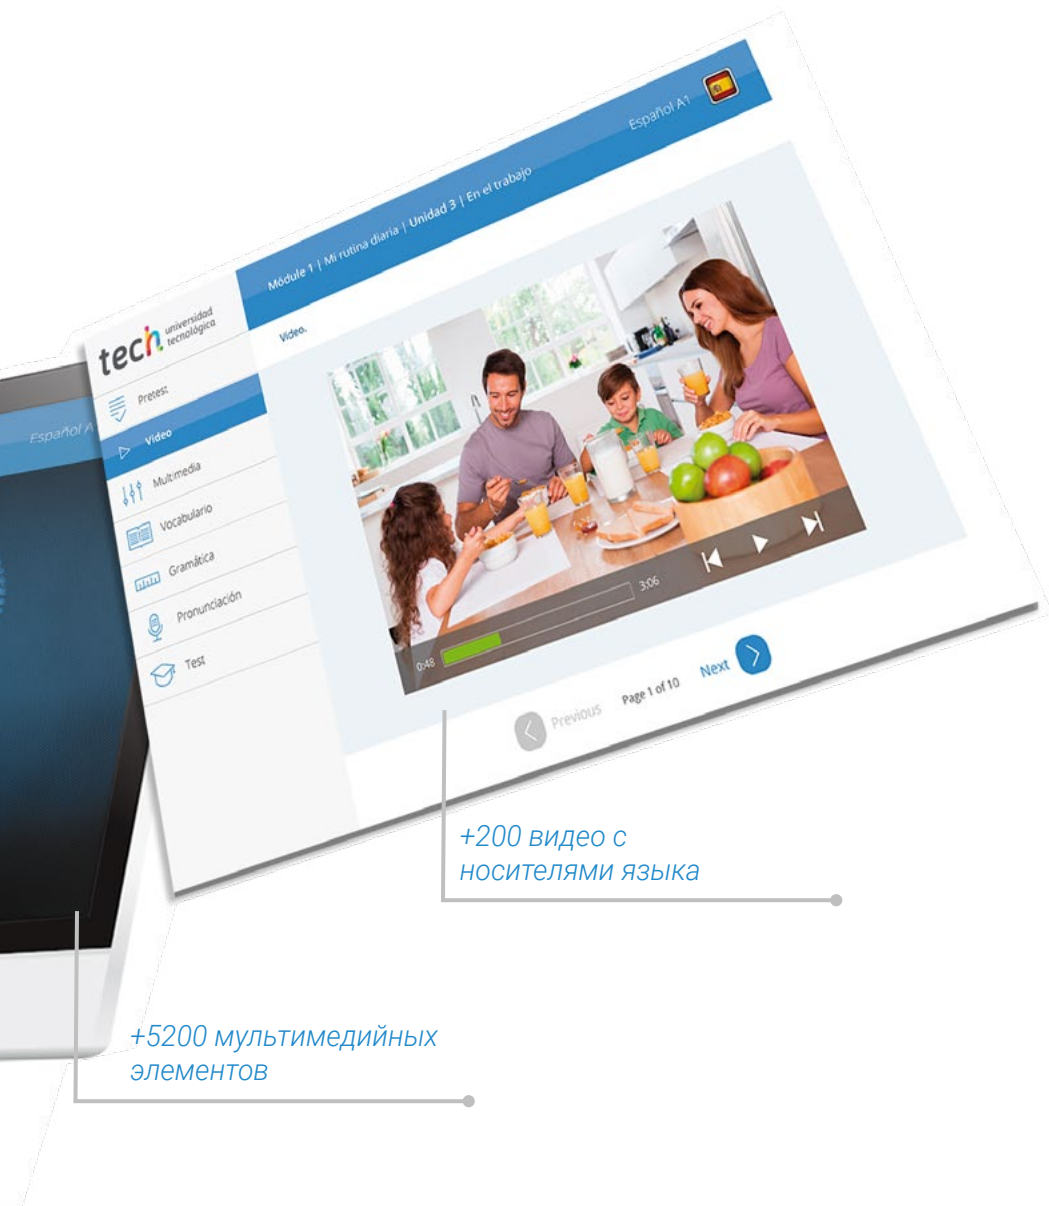 Español A1
Módule 1 | Mi rutina diaria | Unidad 3 | En el trabajo
tech universidad
tecnológica
Video.
Pretest
Video
Multimedia
Vocabulario
Gramática
Pronunciación
Test
0:48
3:06
Previous
Page 1 of 10
Next
Español A
+200 видео с
носителями языка
+5200 мультимедийных
элементов